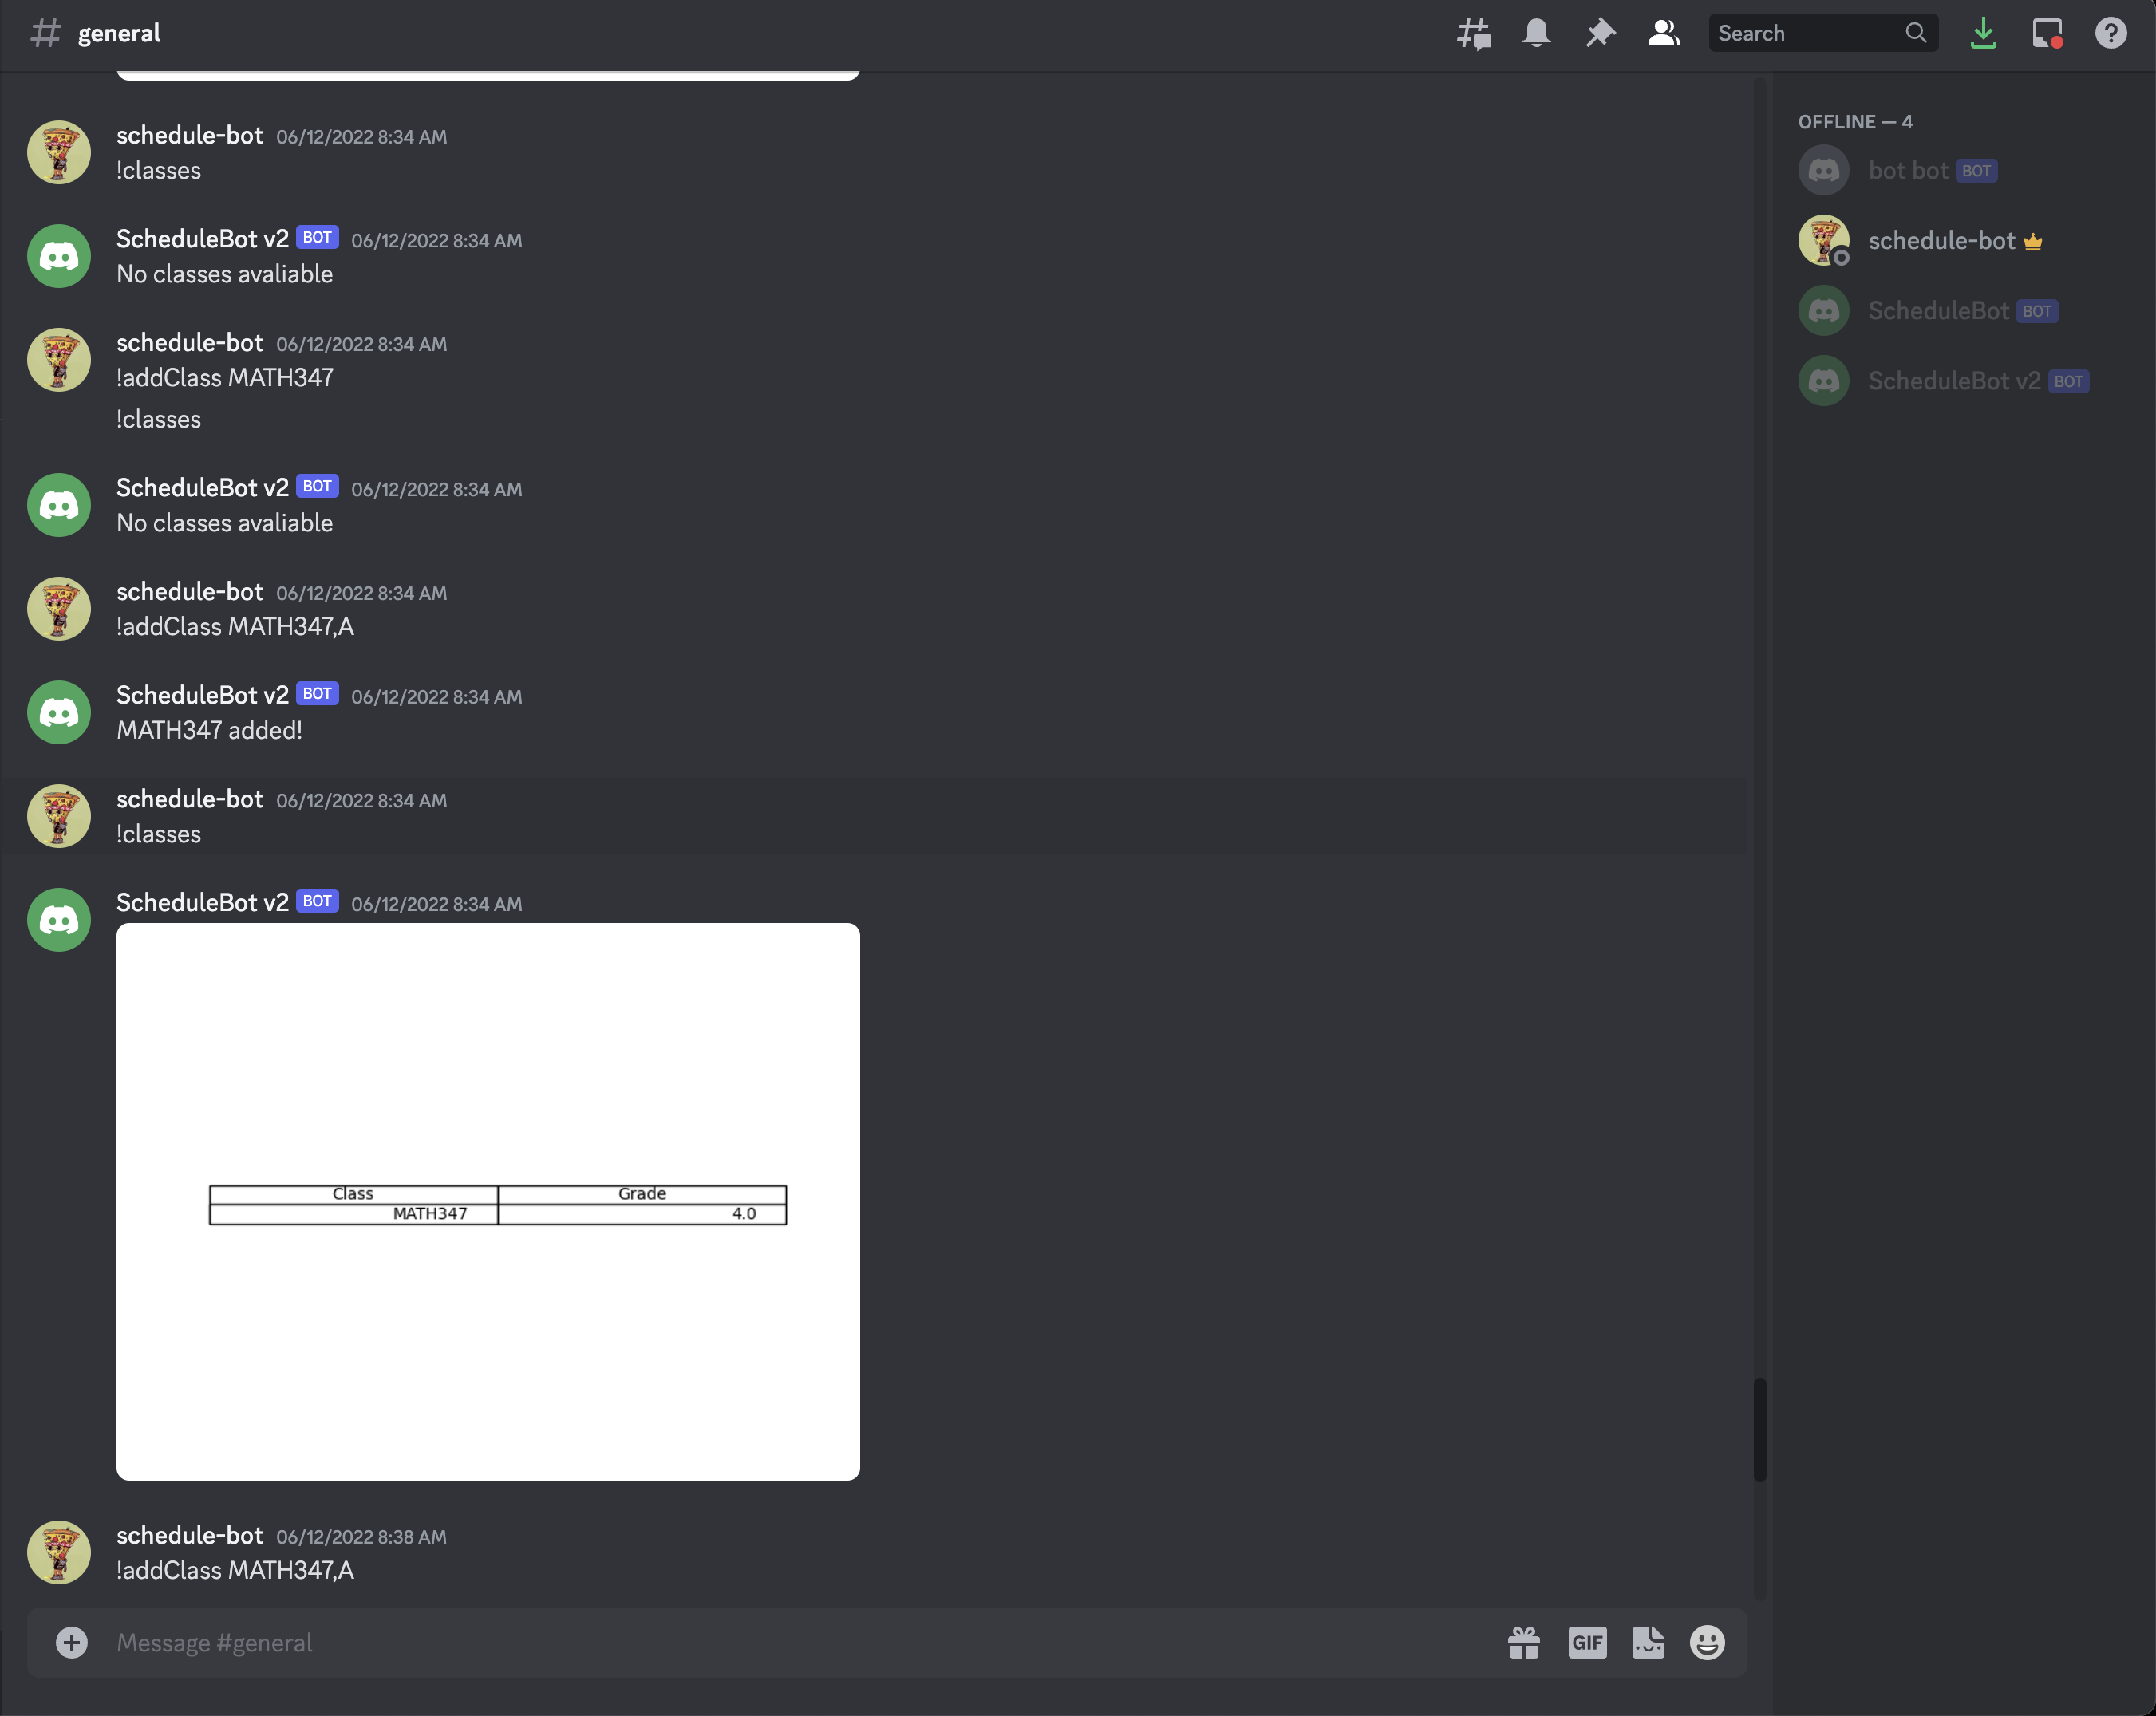 general
Search
schedule-bot 06/12/2022 8:34 AM
!classes
ScheduleBot v2 BOT 06/12/2022 8:34 AM
No classes avaliable
schedule-bot 06/12/2022 8:34 AM
!addClass MATH347
!classes
ScheduleBot v2 BOT 06/12/2022 8:34 AM
No classes avaliable
schedule-bot 06/12/2022 8:34 AM
!addClass MATH347,A
ScheduleBot v2 BOT 06/12/2022 8:34 AM
MATH347 added!
schedule-bot 06/12/2022 8:34 AM
!classes
ScheduleBot v2 BOT 06/12/2022 8:34 AM
Class Grade
MATH347 4.0
schedule-bot 06/12/2022 8:38 AM
!addClass MATH347,A
Message #general
GIF
OFFLINE — 4
bot bot BOT
schedule-bot
ScheduleBot BOT
ScheduleBot v2 BOT